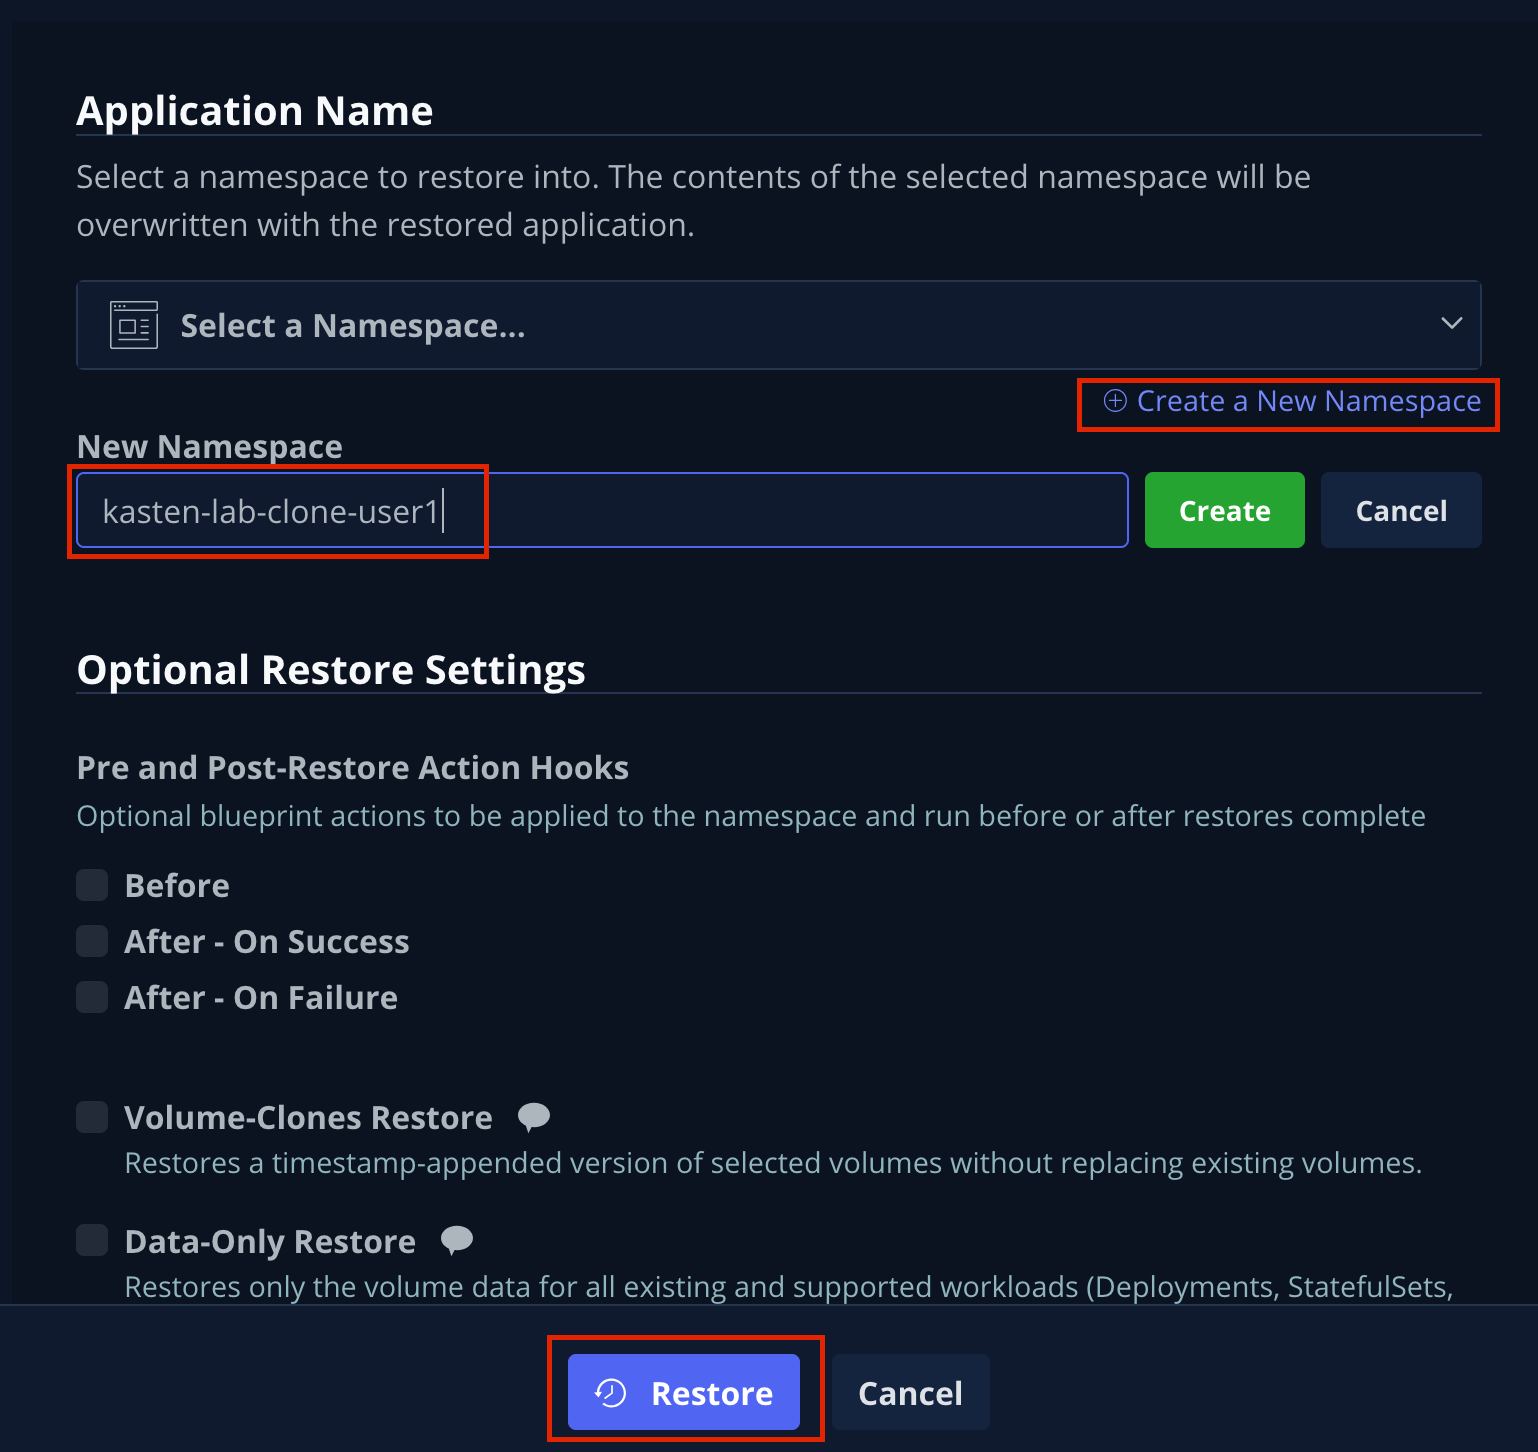 Application Name
Select a namespace to restore into. The contents of the selected namespace will be
overwritten with the restored application.
Select a Namespace...
Create a New Namespace
New Namespace
kasten-lab-clone-user1
Create
Cancel
Optional Restore Settings
Pre and Post-Restore Action Hooks
Optional blueprint actions to be applied to the namespace and run before or after restores complete
Before
After - On Success
After - On Failure
Volume-Clones Restore
Restores a timestamp-appended version of selected volumes without replacing existing volumes.
Data-Only Restore
Restores only the volume data for all existing and supported workloads (Deployments, StatefulSets,
Restore
Cancel